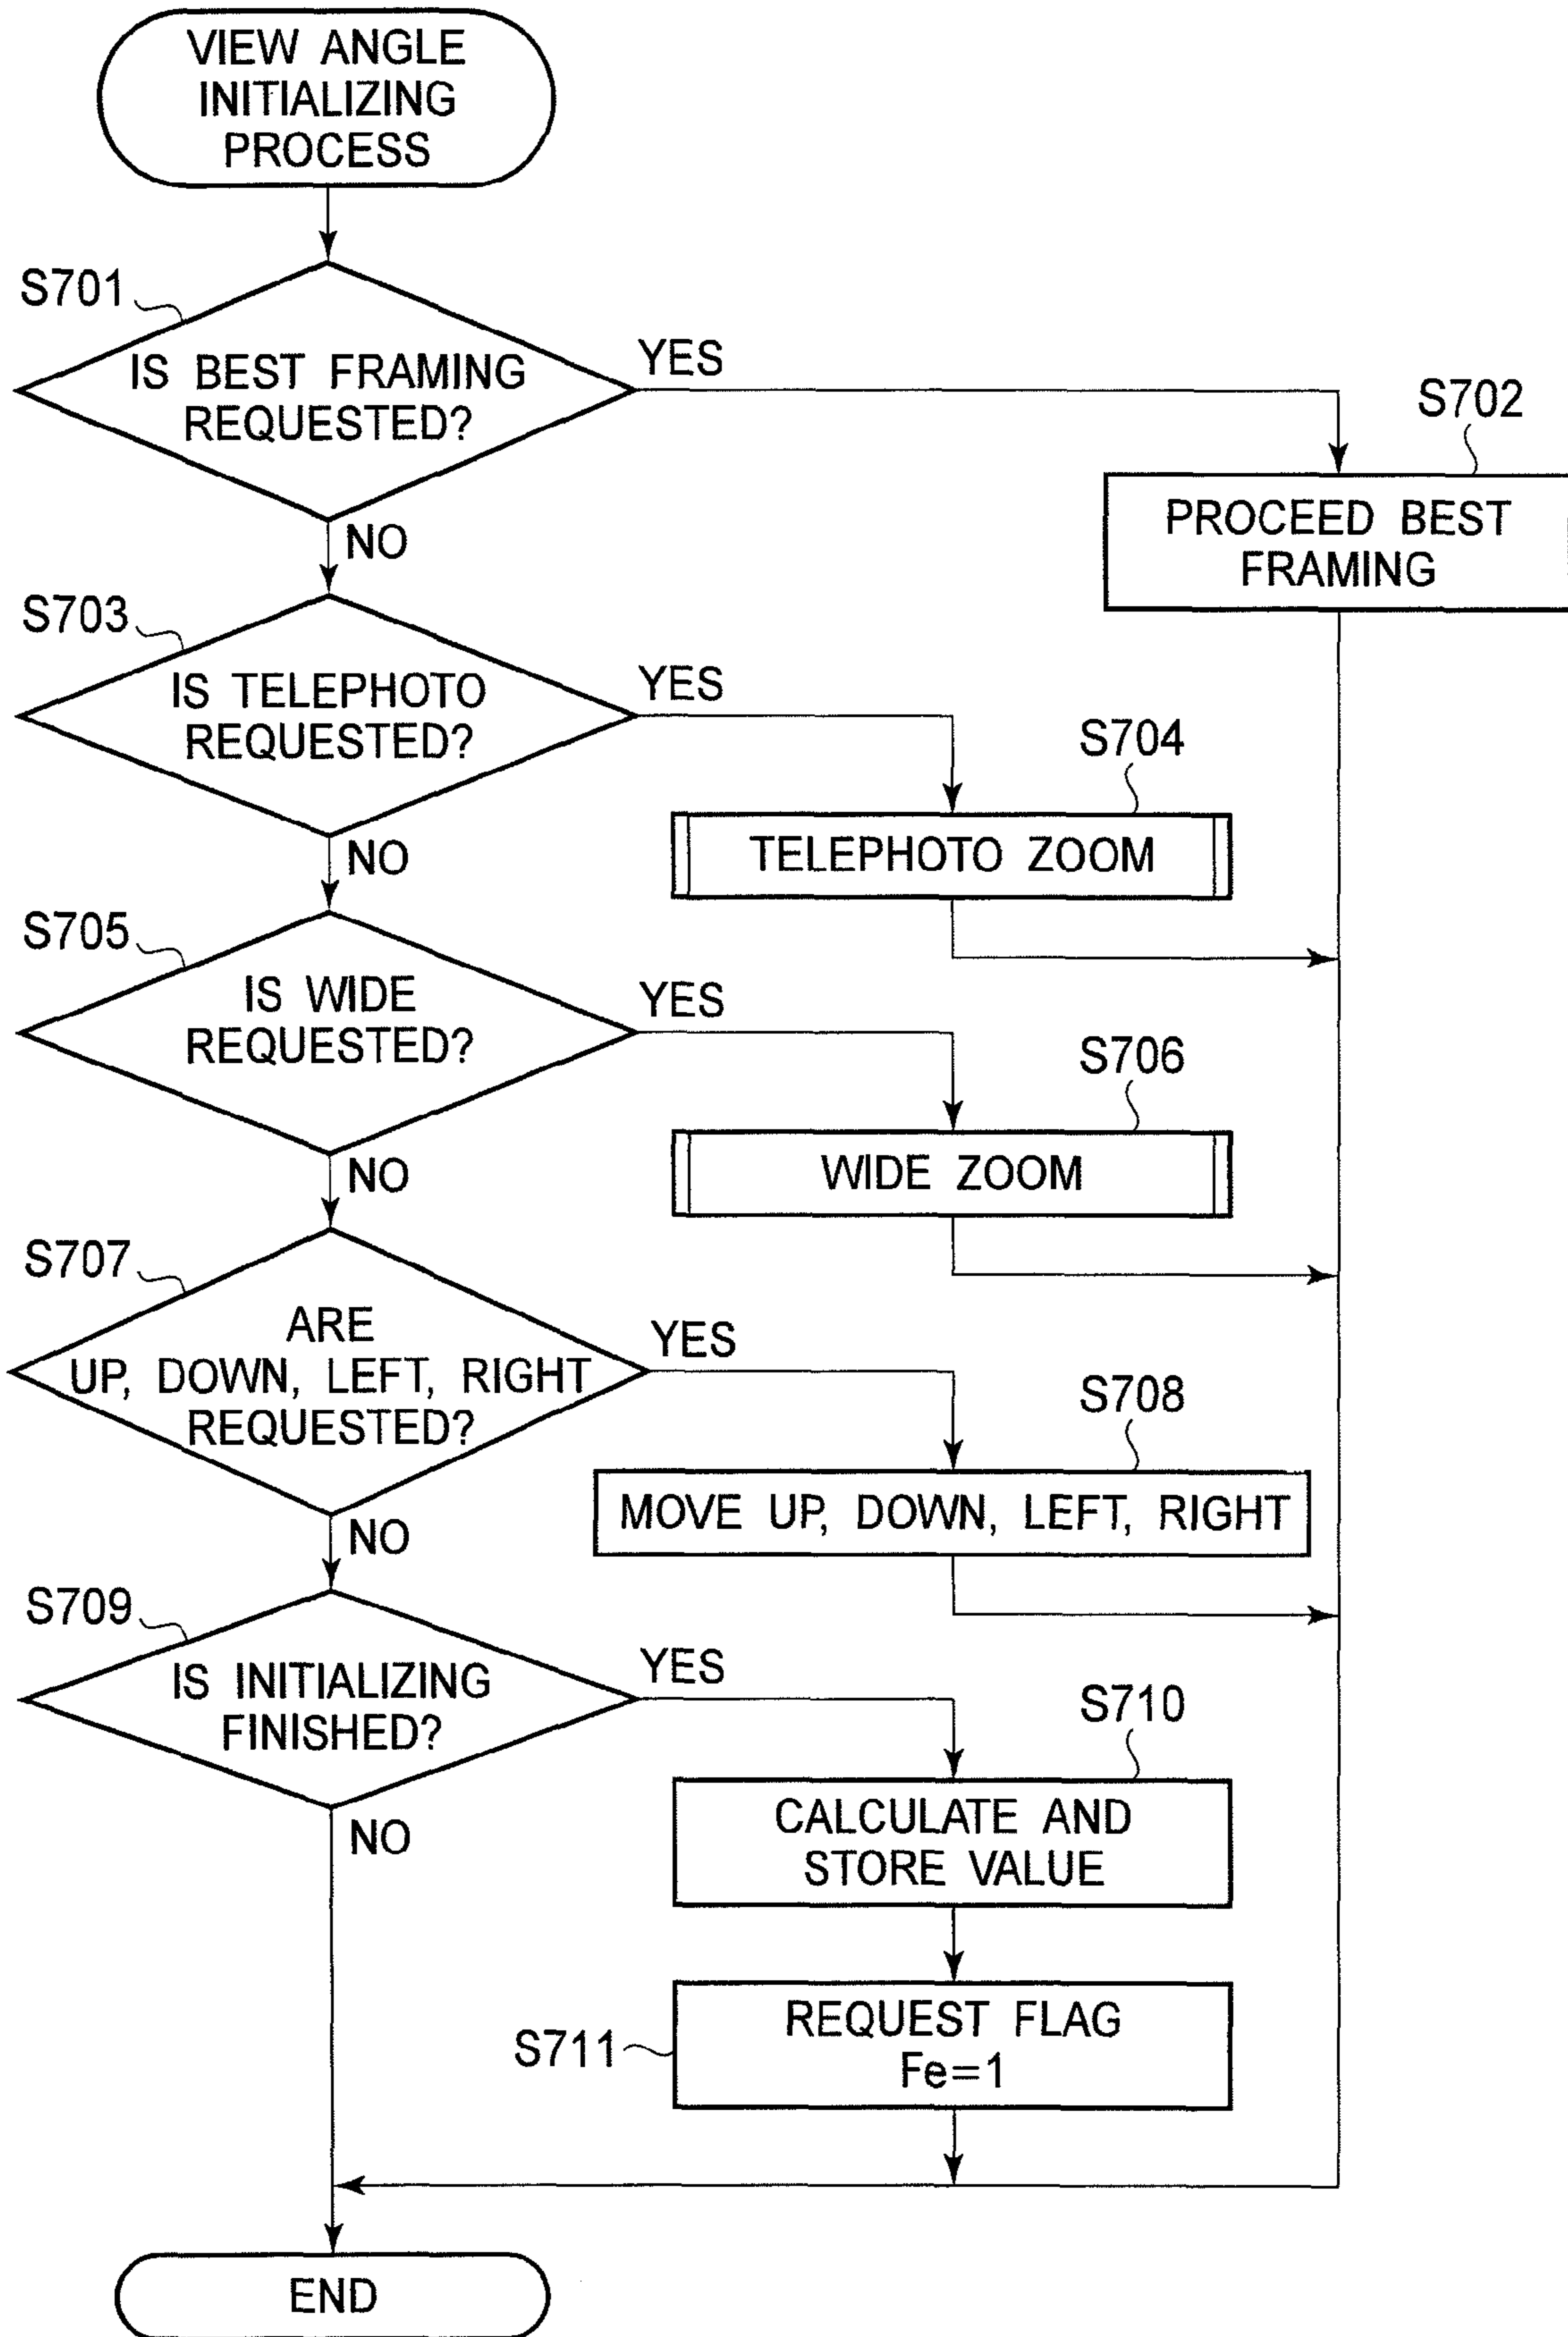 VIEW ANGLE
INITIALIZING
PROCESS
S701
IS BEST FRAMING
REQUESTED?
YES
S702
PROCEED BEST
FRAMING
NO
S703
IS TELEPHOTO
REQUESTED?
YES
S704
TELEPHOTO ZOOM
NO
S705
IS WIDE
REQUESTED?
YES
S706
WIDE ZOOM
NO
S707
ARE
UP, DOWN, LEFT, RIGHT
REQUESTED?
YES
S708
MOVE UP, DOWN, LEFT, RIGHT
NO
S709
IS INITIALIZING
FINISHED?
YES
S710
CALCULATE AND
STORE VALUE
NO
S711
REQUEST FLAG
Fe=1
END